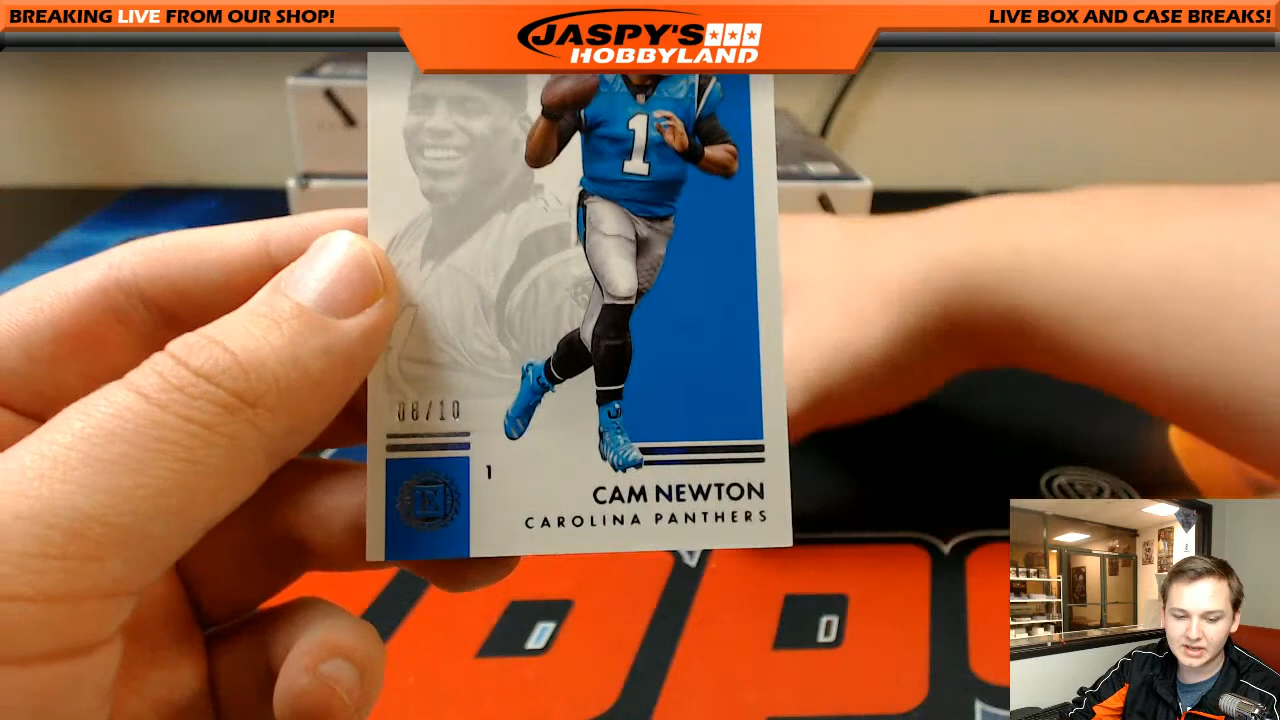 BREAKING LIVE FROM OUR SHOP!
JASPY'S
HOBBYLAND
LIVE BOX AND CASE BREAKS!
1
08/10
E
1
CAM NEWTON
CAROLINA PANTHERS